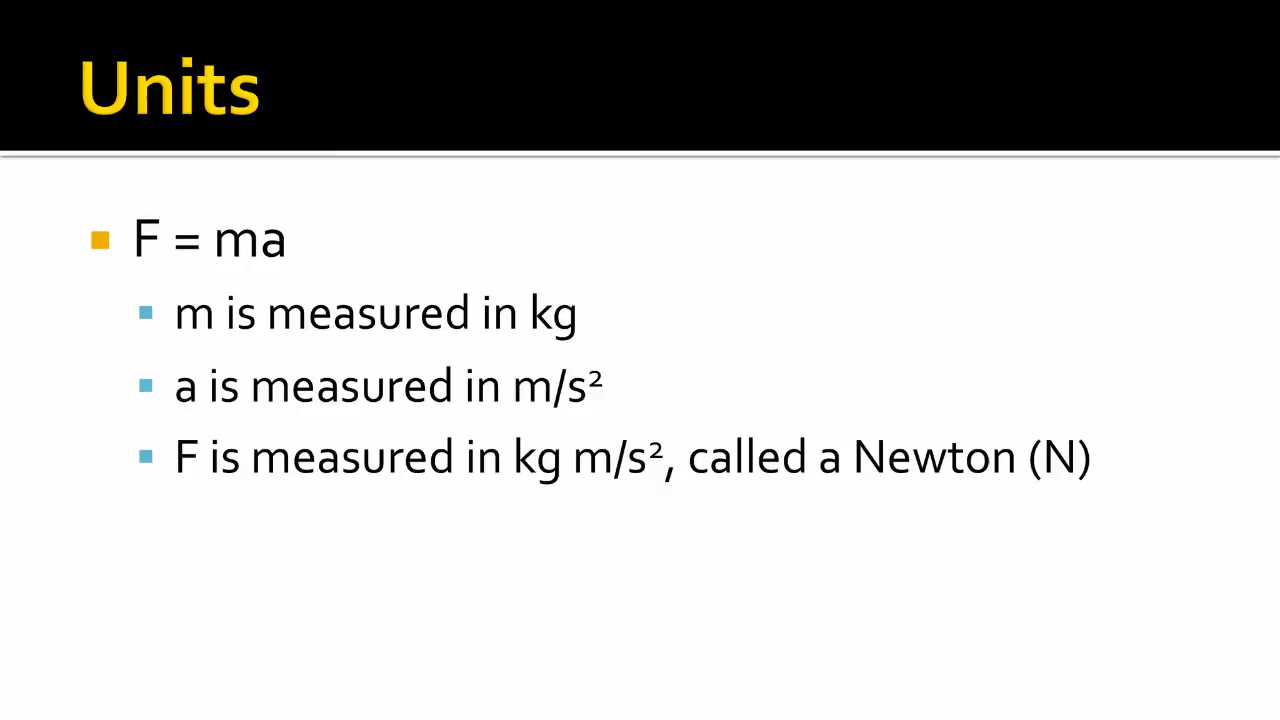 Units
F = ma
m is measured in kg
a is measured in m/s²
F is measured in kg m/s², called a Newton (N)